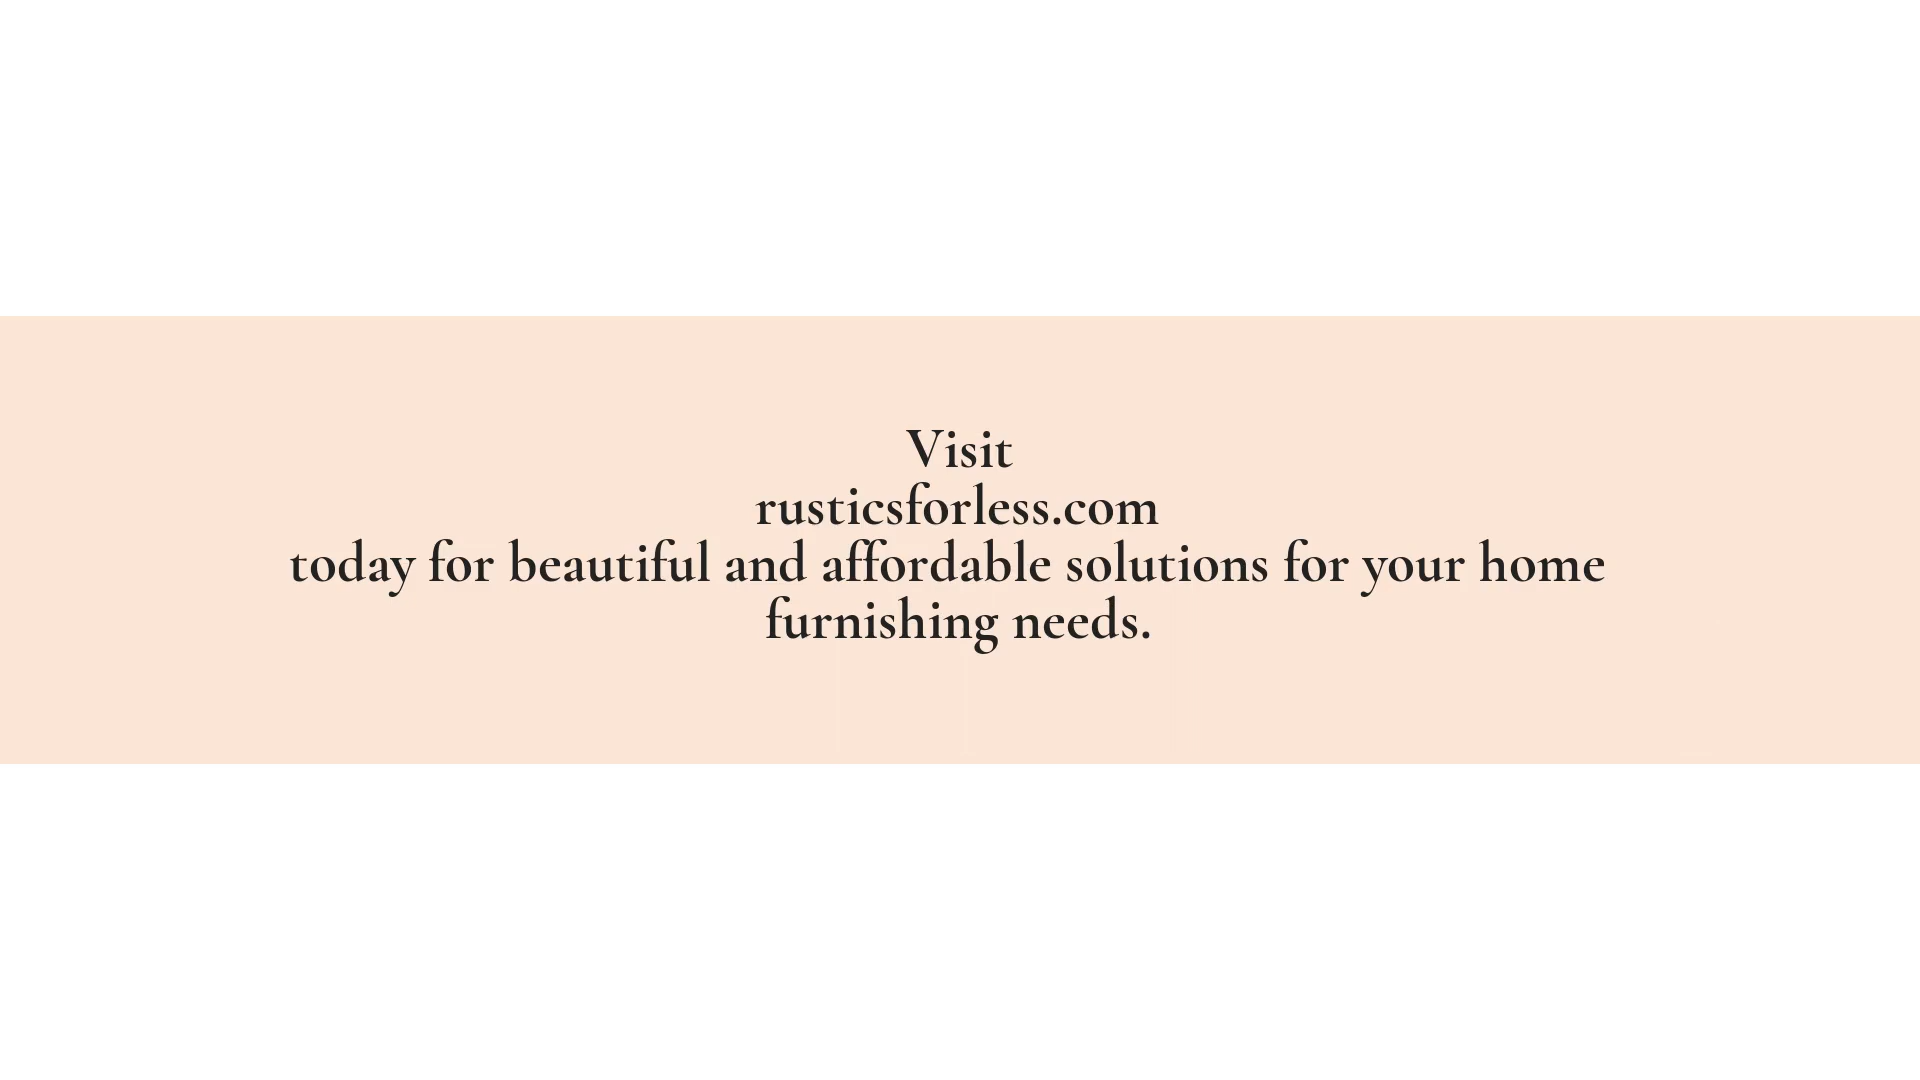 Visit
rusticsforless.com
today for beautiful and affordable solutions for your home
furnishing needs.